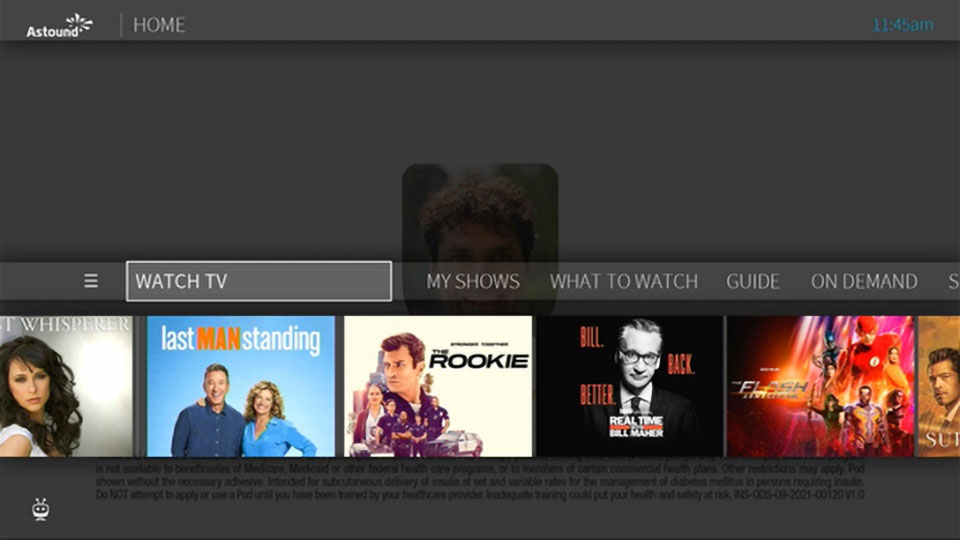 Astound
HOME
11:45am
WATCH TV
MY SHOWS
WHAT TO WATCH
GUIDE
ON DEMAND
S
ST WHISPERER
last MAN standing
STRONGER TOGETHER
THE
ROOKIE
BILL.
BACK.
BETTER.
REAL TIME
BILL MAHER
THE
FLASH
SU
is not available to beneficiaries of Medicare, Medicaid or other federal health care programs, or to members of certain commercial health plans. Other restrictions may apply. Pod
shown without the necessary adhesive. Intended for subcutaneous delivery of insulin at set and variable rates for the management of diabetes mellitus in persons requiring insulin.
Do NOT attempt to apply or use a Pod until you have been trained by your healthcare provider. Inadequate training could put your health and safety at risk. INS-ODS-09-2021-00120 V1.0